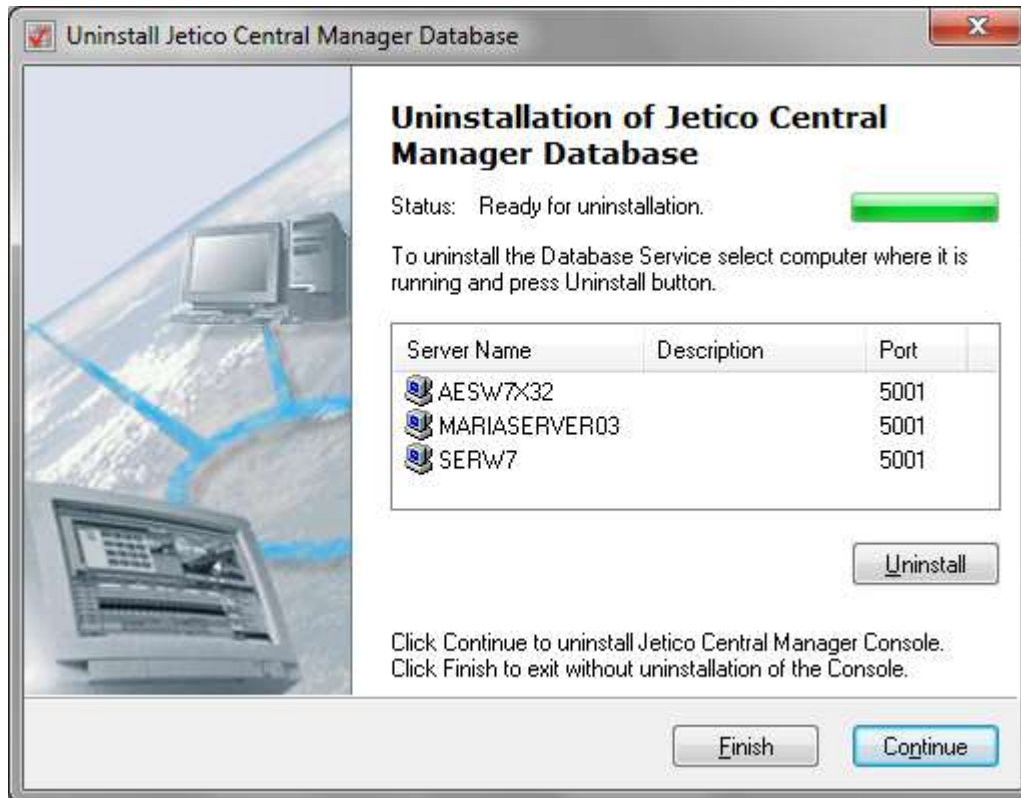 Uninstall Jetico Central Manager Database
Uninstallation of Jetico Central
Manager Database
Status: Ready for uninstallation.
To uninstall the Database Service select computer where it is
running and press Uninstall button.
Server Name Description Port
AESW7X32 5001
MARIASERVER03 5001
SERW7 5001
Uninstall
Click Continue to uninstall Jetico Central Manager Console.
Click Finish to exit without uninstallation of the Console.
Finish Continue